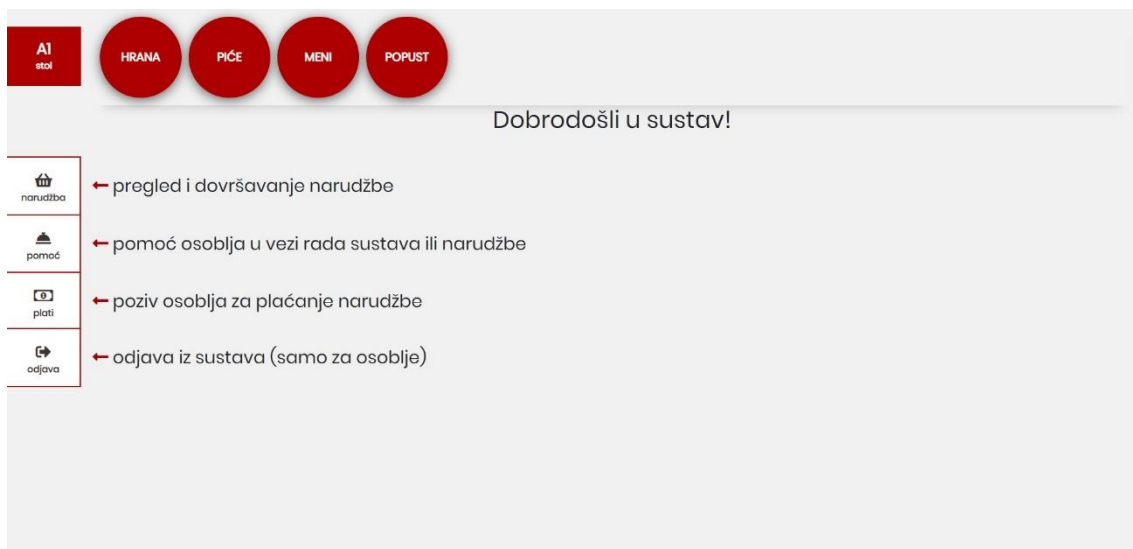 A1
stol
HRANA
PIĆE
MENI
POPUST
Dobrodošli u sustav!
narudžba
pregled i dovršavanje narudžbe
pomoć
pomoć osoblja u vezi rada sustava ili narudžbe
plati
poziv osoblja za plaćanje narudžbe
odjava
odjava iz sustava (samo za osoblje)